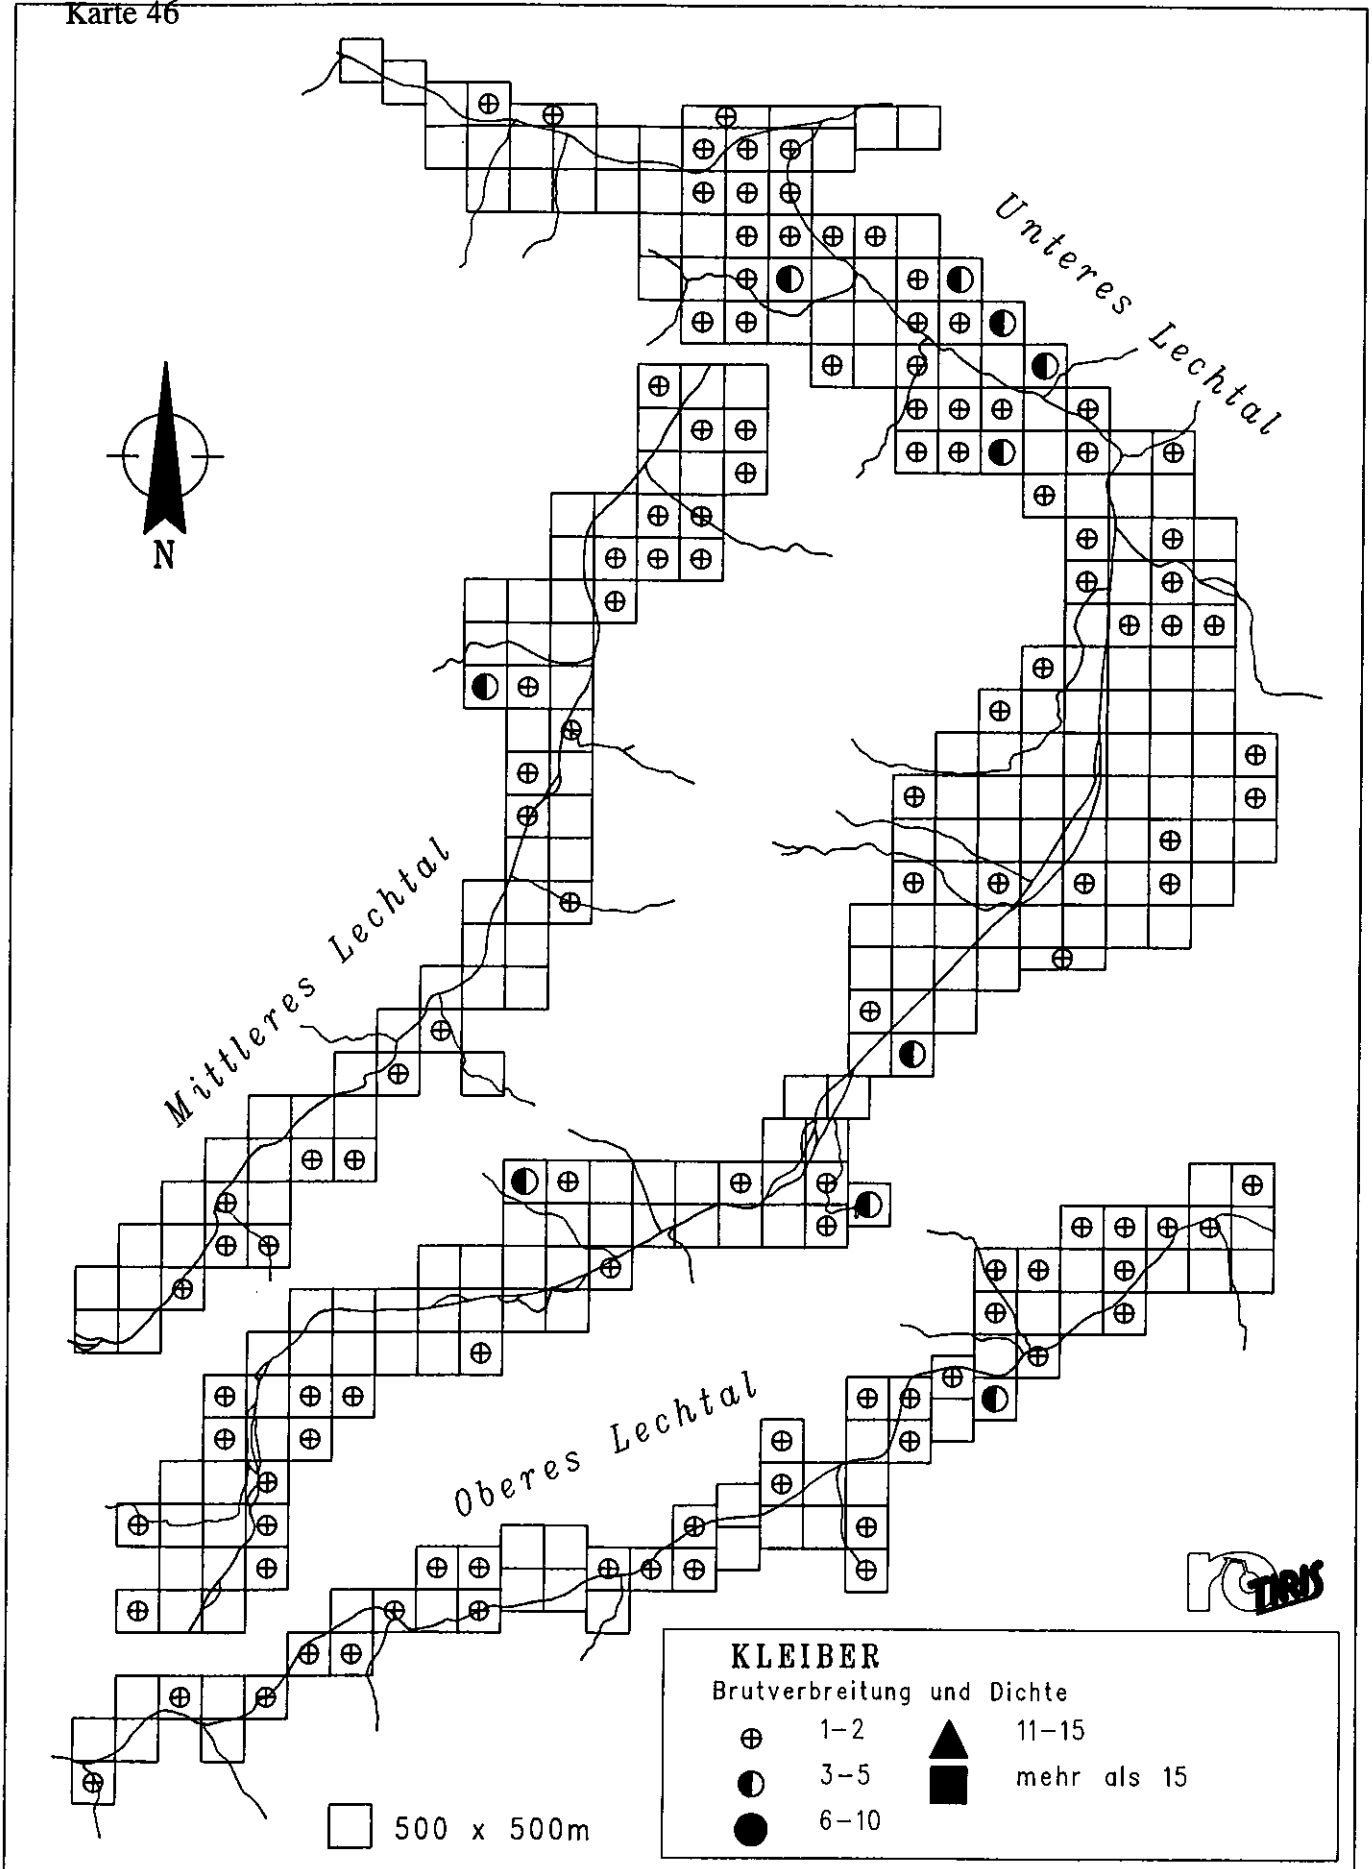 Karte 46
Unteres Lechtal
N
Mittleres Lechtal
Oberes Lechtal
TIRIS
KLEIBER
Brutverbreitung und Dichte
1-2
11-15
3-5
mehr als 15
6-10
500 x 500m